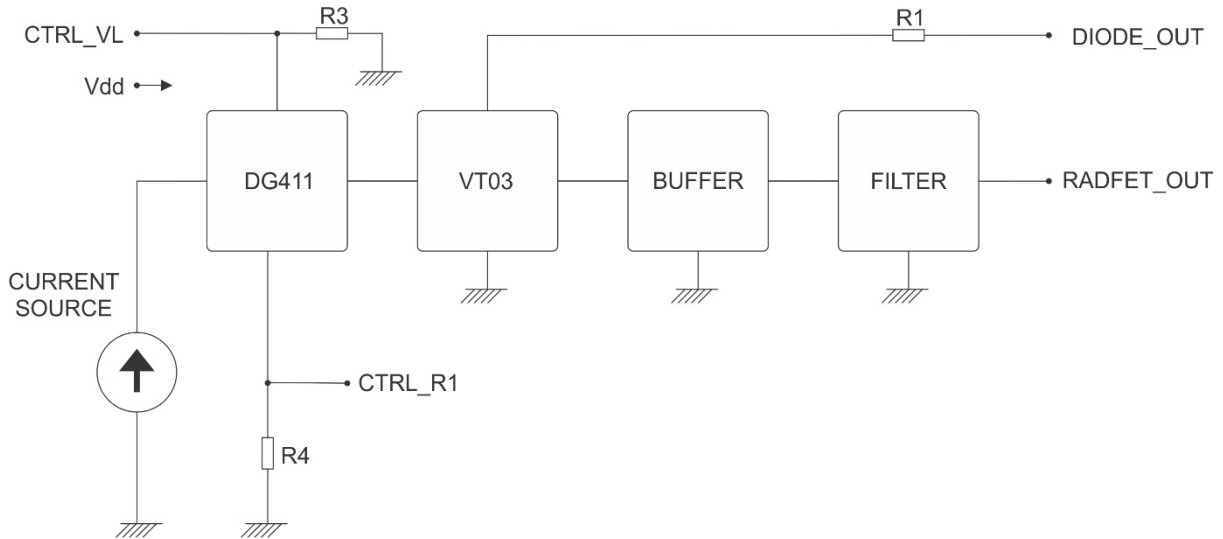 R3
R1
CTRL_VL
DIODE_OUT
Vdd
DG411
VT03
BUFFER
FILTER
RADFET_OUT
CURRENT
SOURCE
CTRL_R1
R4